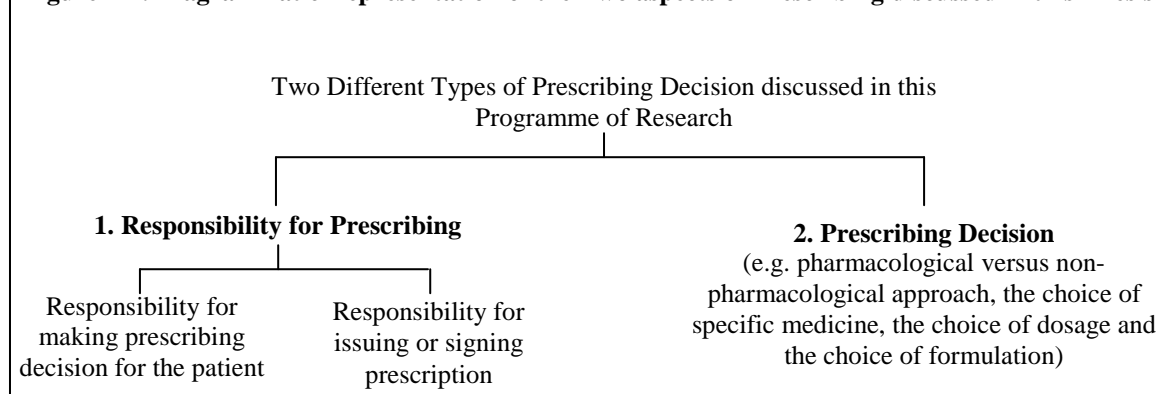 Two Different Types of Prescribing Decision discussed in this
Programme of Research
1. Responsibility for Prescribing
Responsibility for
making prescribing
decision for the patient
Responsibility for
issuing or signing
prescription
2. Prescribing Decision
(e.g. pharmacological versus non-
pharmacological approach, the choice of
specific medicine, the choice of dosage and
the choice of formulation)